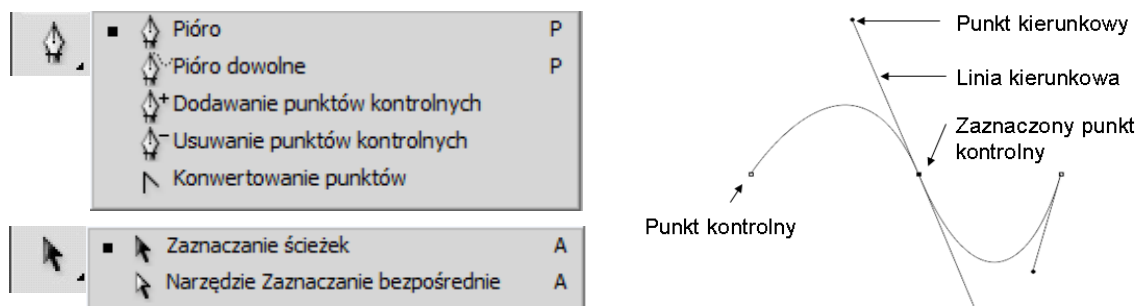 Pióro P
Pióro dowolne P
Dodawanie punktów kontrolnych
Usuwanie punktów kontrolnych
Konwertowanie punktów
Zaznaczanie ścieżek A
Narzędzie Zaznaczanie bezpośrednie A
Punkt kierunkowy
Linia kierunkowa
Zaznaczony punkt
kontrolny
Punkt kontrolny